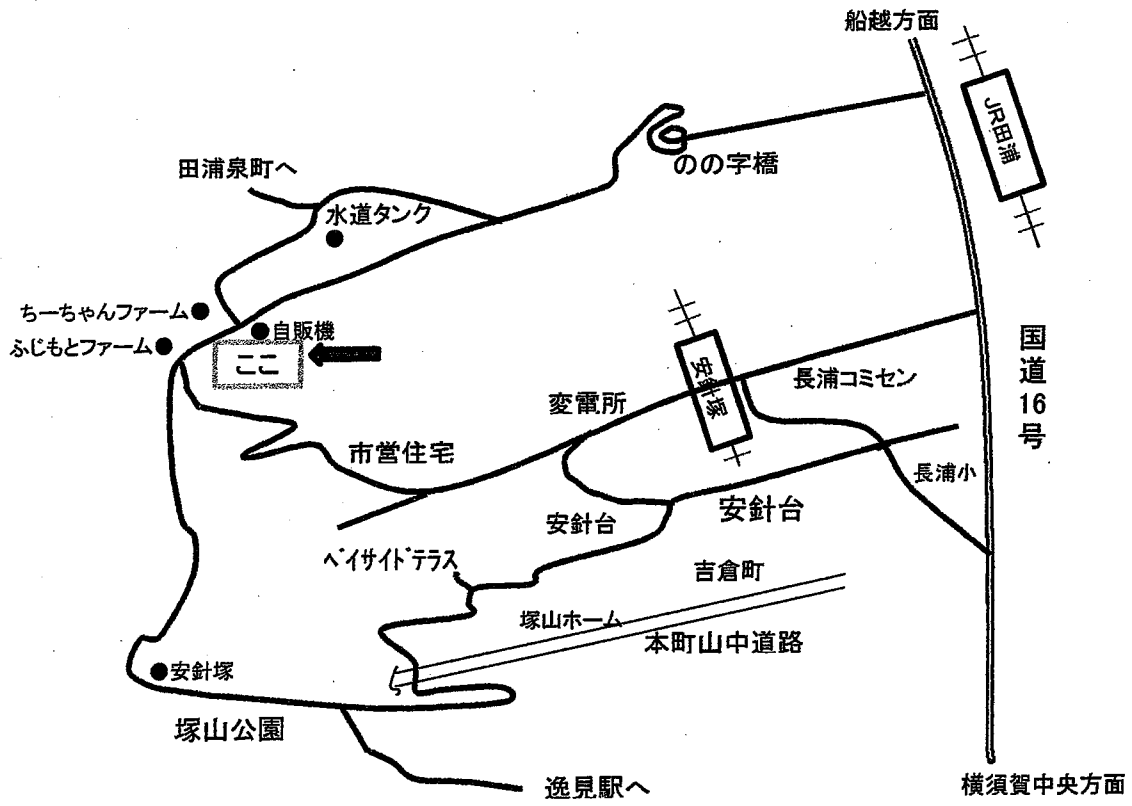 船越方面
JR田浦
のの字橋
田浦泉町へ
水道タンク
ちーちゃんファーム
自販機
ふじもとファーム
ここ
安針塚
長浦コミセン
国道16号
変電所
市営住宅
長浦小
安針台
安針台
ベイサイドテラス
吉倉町
塚山ホーム
本町山中道路
安針塚
塚山公園
逸見駅へ
横須賀中央方面